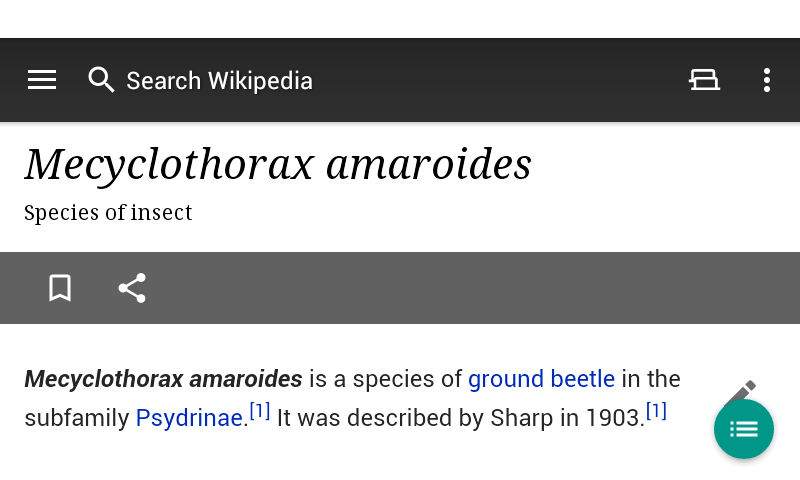 Search Wikipedia
Mecyclothorax amaroides
Species of insect
Mecyclothorax amaroides is a species of ground beetle in the
subfamily Psydrinae.[1] It was described by Sharp in 1903.[1]